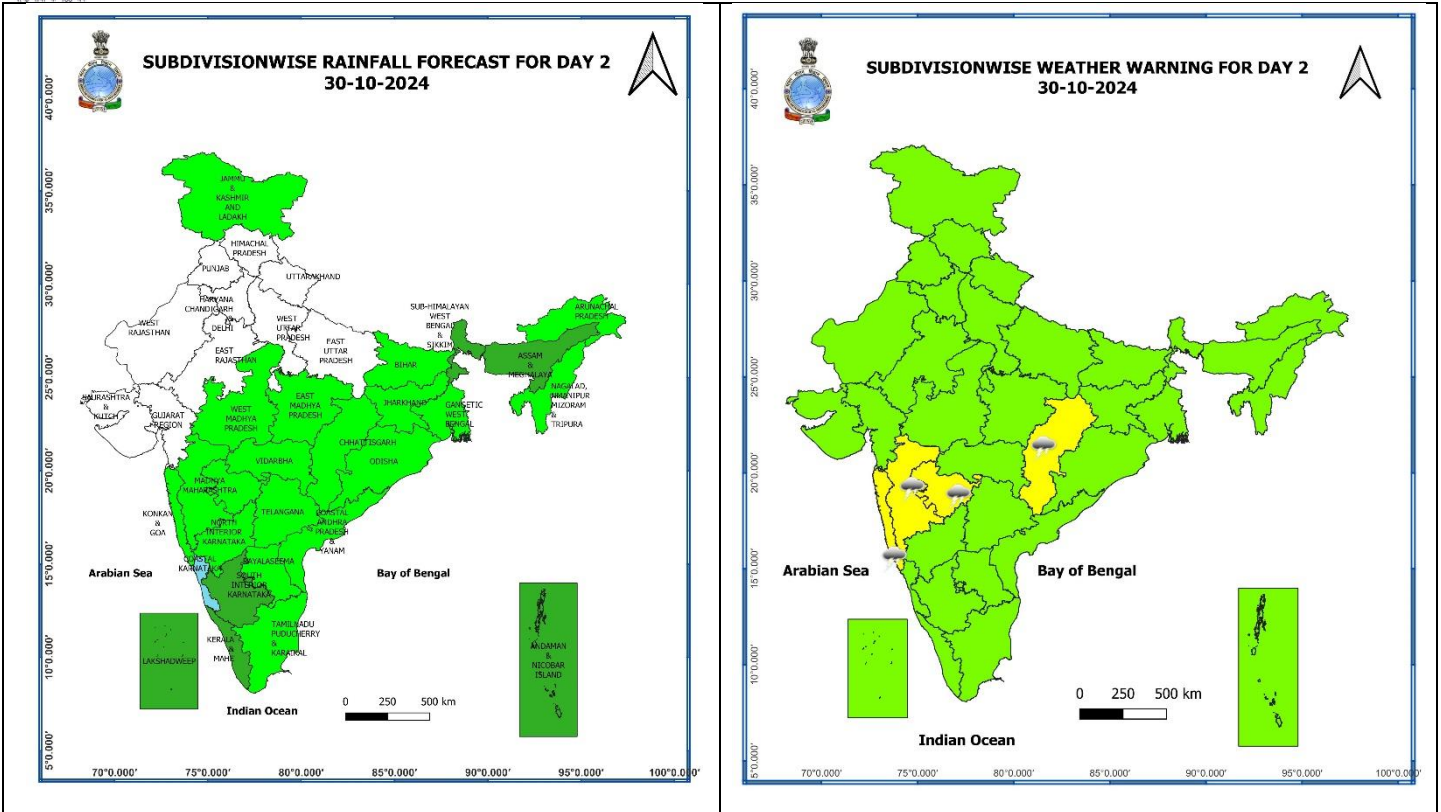 SUBDIVISIONWISE RAINFALL FORECAST FOR DAY 2
30-10-2024
40°0.000'
35°0.000'
30°0.000'
25°0.000'
20°0.000'
15°0.000'
10°0.000'
5°0.000'
JAMMU
&
KASHMIR
AND
LADAKH
HIMACHAL
PRADESH
PUNJAB
UTTARAKHAND
HARYANA
CHANDIGARH
&
DELHI
WEST
RAJASTHAN
WEST
UTTAR
PRADESH
EAST
RAJASTHAN
EAST
UTTAR
PRADESH
SUB-HIMALAYAN
WEST
BENGAL
&
SIKKIM
ARUNACHAL
PRADESH
ASSAM
&
MEGHALAYA
BIHAR
SAURASHTRA
&
KUTCH
GUJARAT
REGION
WEST
MADHYA
PRADESH
EAST
MADHYA
PRADESH
JHARKHAND
GANGETIC
WEST
BENGAL
MIZORAM
&
TRIPURA
CHHATTISGARH
ODISHA
VIDARBHA
MADHYA
MAHARASHTRA
KONKAN
&
GOA
NORTH
INTERIOR
KARNATAKA
TELANGANA
COASTAL
ANDHRA
PRADESH
&
YANAM
COASTAL
KARNATAKA
RAYALASEEMA
SOUTH
INTERIOR
KARNATAKA
Arabian Sea
Bay of Bengal
TAMILNADU
PUDUCHERRY
&
KARAIKAL
KERALA
&
MAHE
LAKSHADWEEP
ANDAMAN
&
NICOBAR
ISLAND
0 250 500 km
Indian Ocean
70°0.000' 75°0.000' 80°0.000' 85°0.000' 90°0.000' 95°0.000' 100°0.000'
SUBDIVISIONWISE WEATHER WARNING FOR DAY 2
30-10-2024
40°0.000'
35°0.000'
30°0.000'
25°0.000'
20°0.000'
15°0.000'
10°0.000'
5°0.000'
Arabian Sea
Bay of Bengal
0 250 500 km
Indian Ocean
70°0.000' 75°0.000' 80°0.000' 85°0.000' 90°0.000' 95°0.000' 100°0.000'